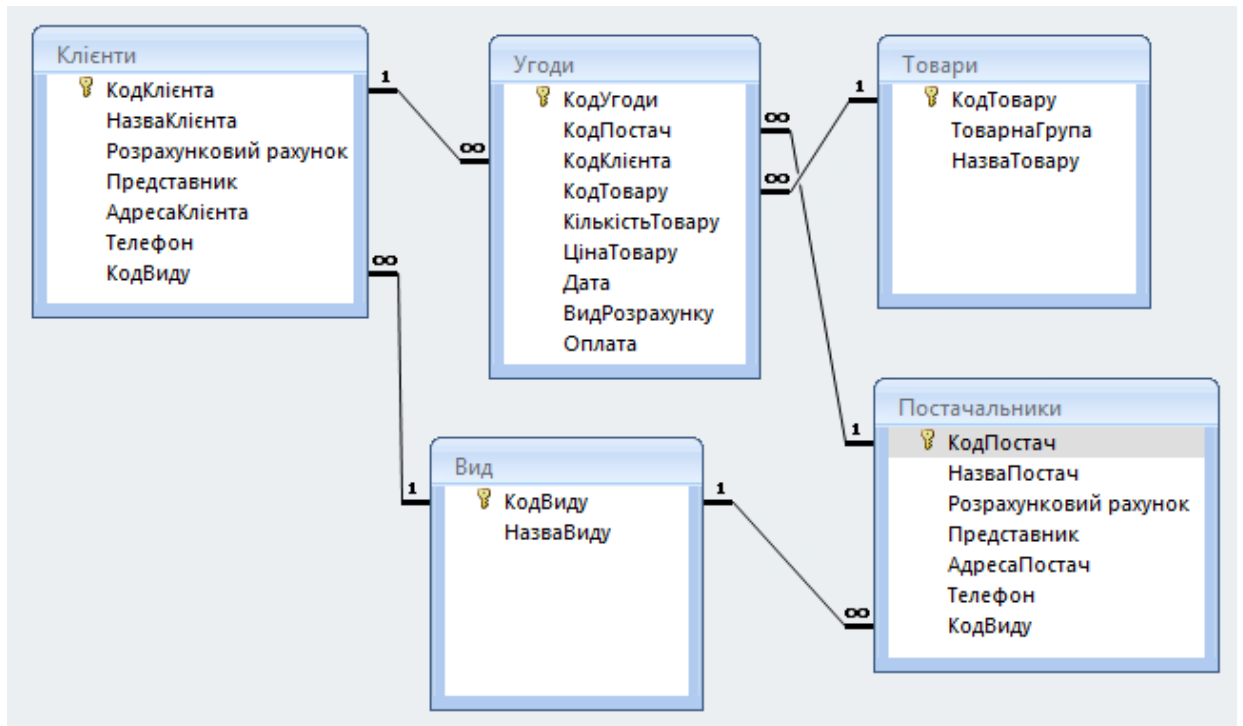 Клієнти
КодКлієнта
НазваКлієнта
Розрахунковий рахунок
Представник
АдресаКлієнта
Телефон
КодВиду
1
∞
∞
1
Угоди
КодУгоди
КодПостач
КодКлієнта
КодТовару
КількістьТовару
ЦінаТовару
Дата
ВидРозрахунку
Оплата
∞
∞
1
1
Товари
КодТовару
ТоварнаГрупа
НазваТовару
Вид
КодВиду
НазваВиду
1
∞
Постачальники
КодПостач
НазваПостач
Розрахунковий рахунок
Представник
АдресаПостач
Телефон
КодВиду